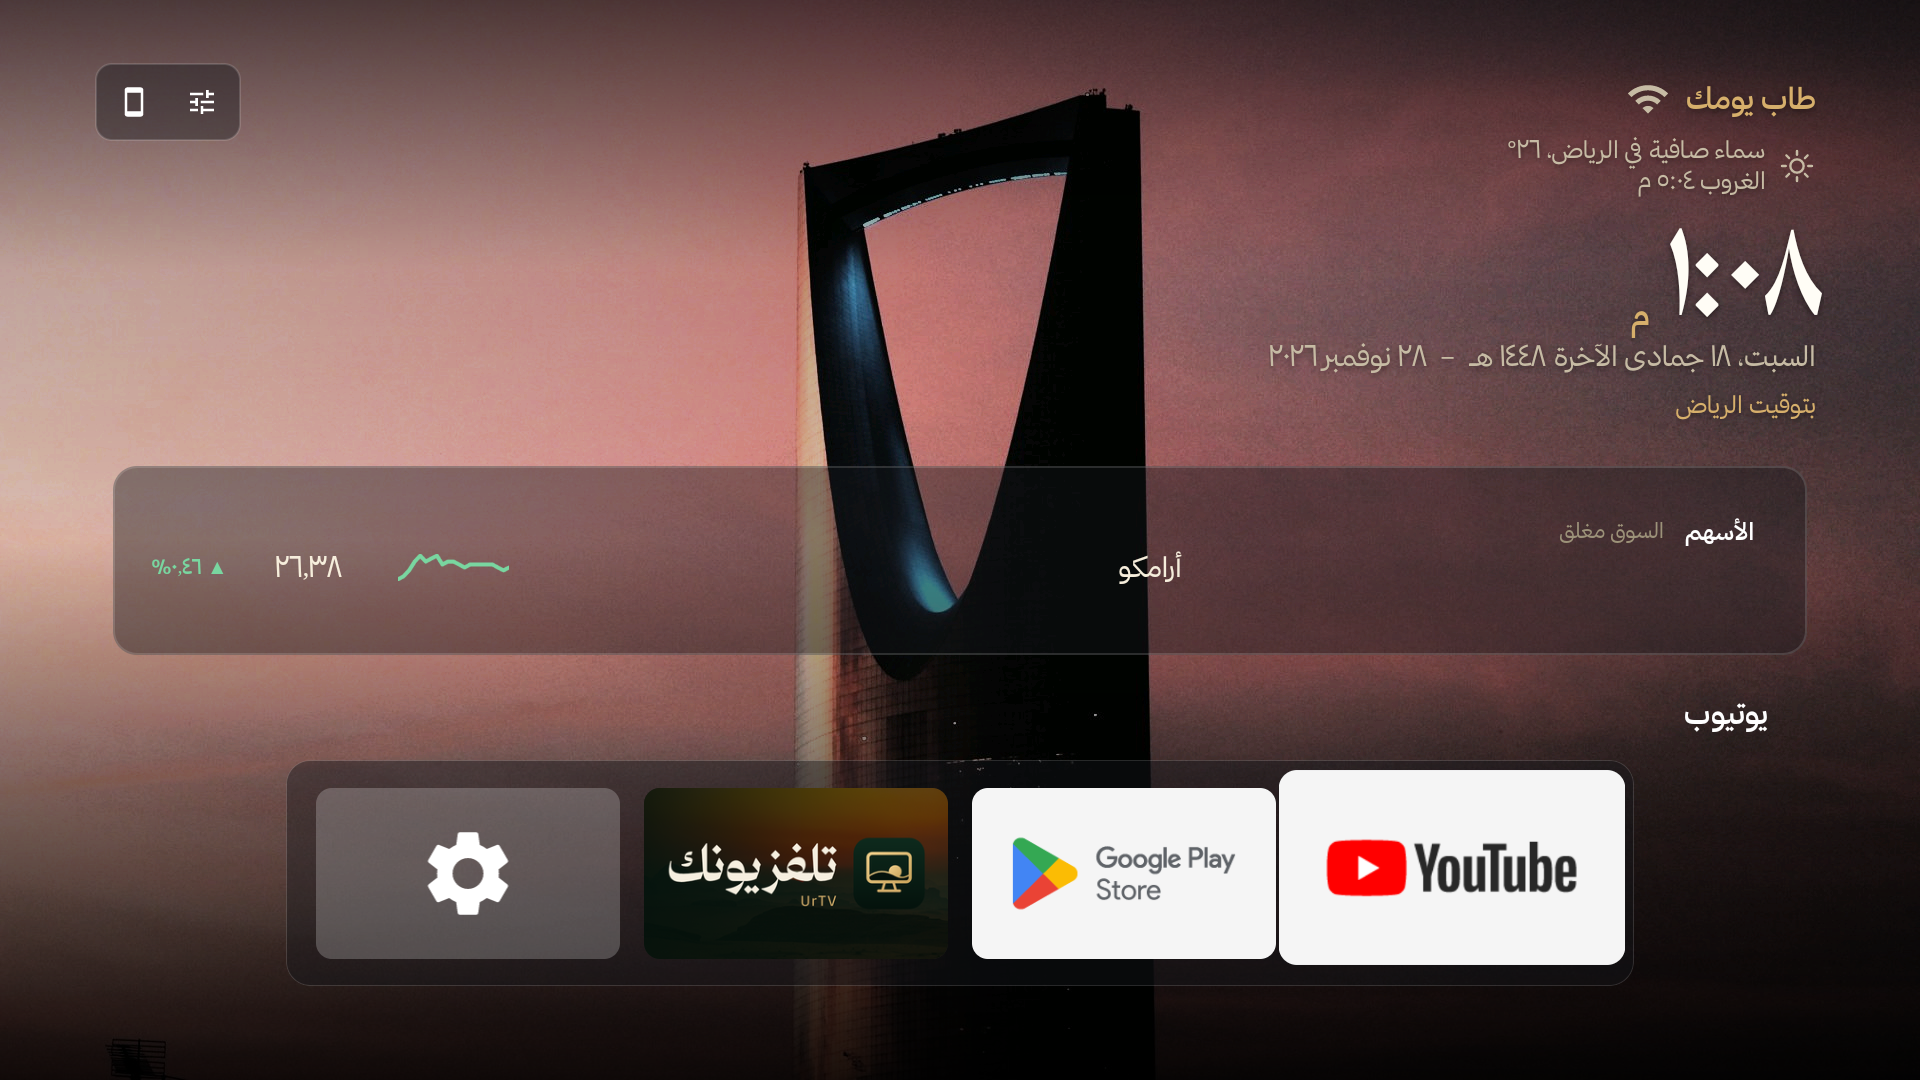 طاب يومك
سماء صافية في الرياض، ٢٦°
الغروب ٥:٠٤ م
١:٠٨ م
السبت، ١٨ جمادى الآخرة ١٤٤٨ هـ – ٢٨ نوفمبر ٢٠٢٦
بتوقيت الرياض
الأسهم السوق مغلق
أرامكو ٢٦,٣٨ ▲ ٠,٤٦%
يوتيوب
YouTube
Google Play
Store
تلفزيونك
UrTV